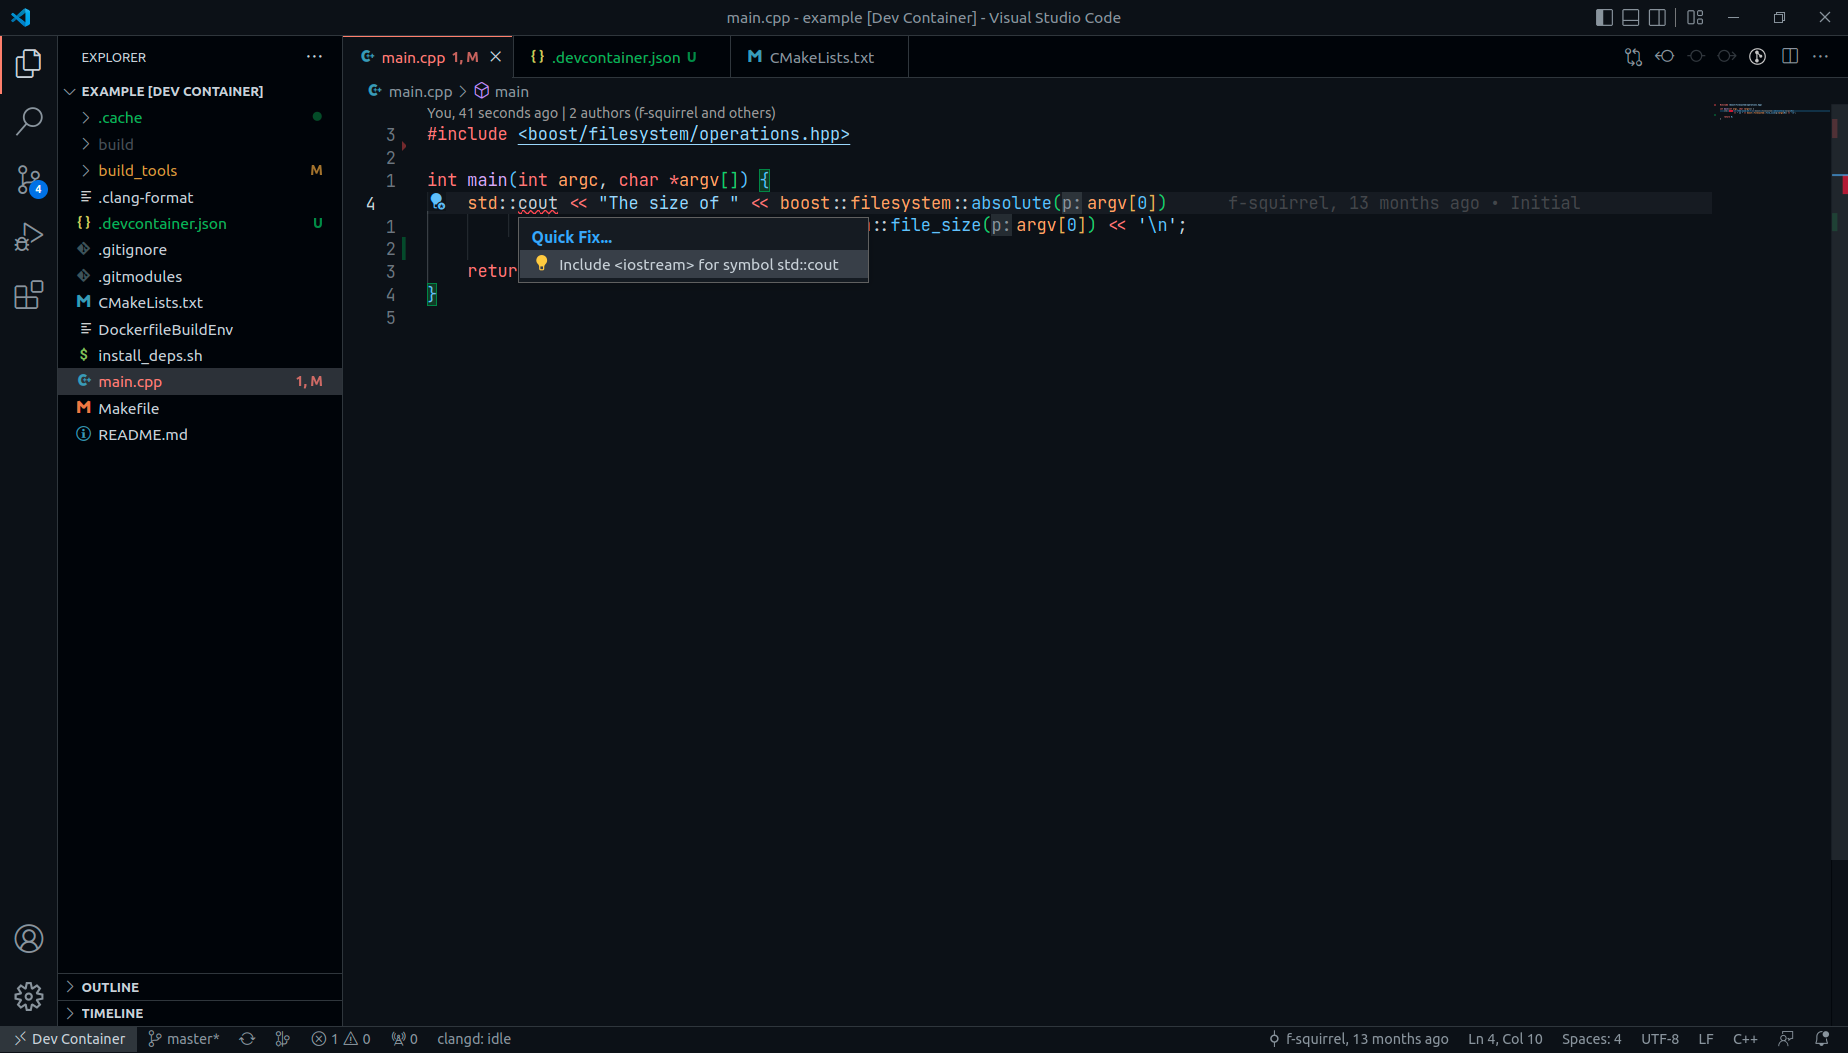 main.cpp - example [Dev Container] - Visual Studio Code
EXPLORER
EXAMPLE [DEV CONTAINER]
.cache
build
build_tools M
.clang-format
{} .devcontainer.json U
.gitignore
.gitmodules
M CMakeLists.txt
DockerfileBuildEnv
$ install_deps.sh
main.cpp 1, M
M Makefile
README.md
OUTLINE
TIMELINE
4
main.cpp 1, M
{} .devcontainer.json U
M CMakeLists.txt
main.cpp > main
You, 41 seconds ago | 2 authors (f-squirrel and others)
3 #include <boost/filesystem/operations.hpp>
2
1 int main(int argc, char *argv[]) {
4 std::cout << "The size of " << boost::filesystem::absolute(p: argv[0]) f-squirrel, 13 months ago • Initial
1 ::file_size(p: argv[0]) << '\n';
2
3 retur
4 }
5
Quick Fix...
Include <iostream> for symbol std::cout
Dev Container master* 1 0 0 clangd: idle f-squirrel, 13 months ago Ln 4, Col 10 Spaces: 4 UTF-8 LF C++